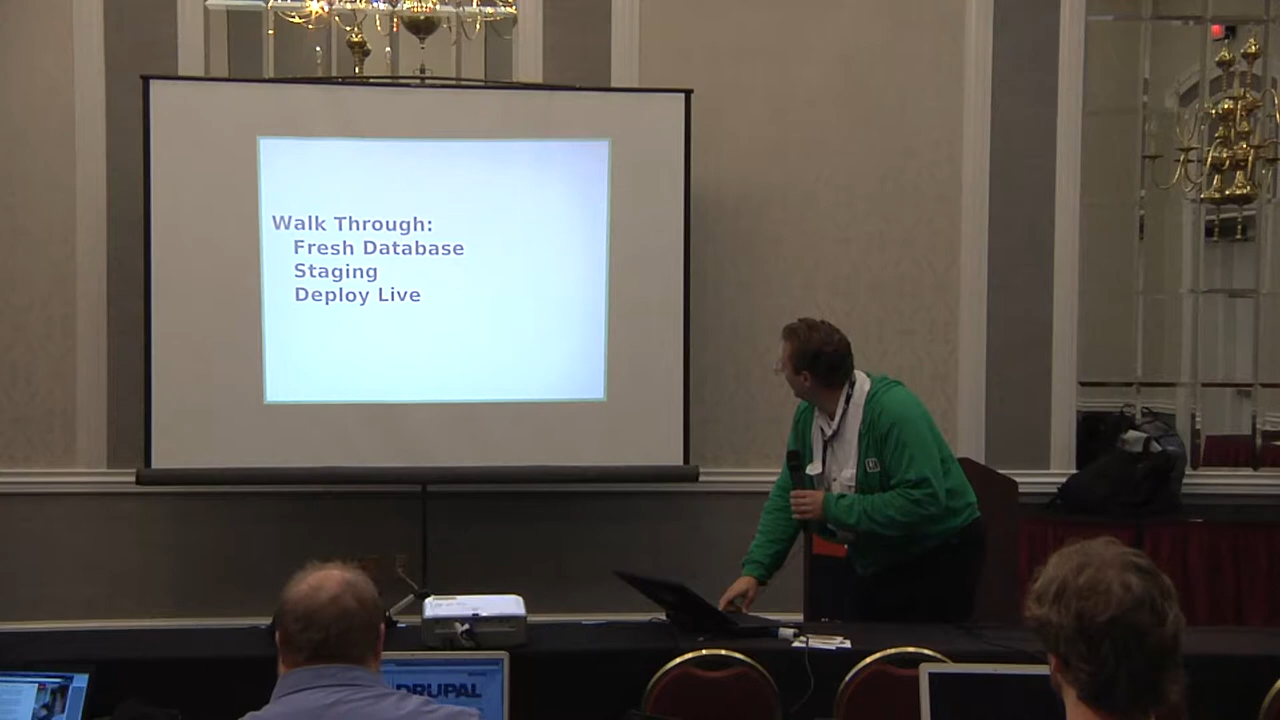 Walk Through:
Fresh Database
Staging
Deploy Live
DRUPAL